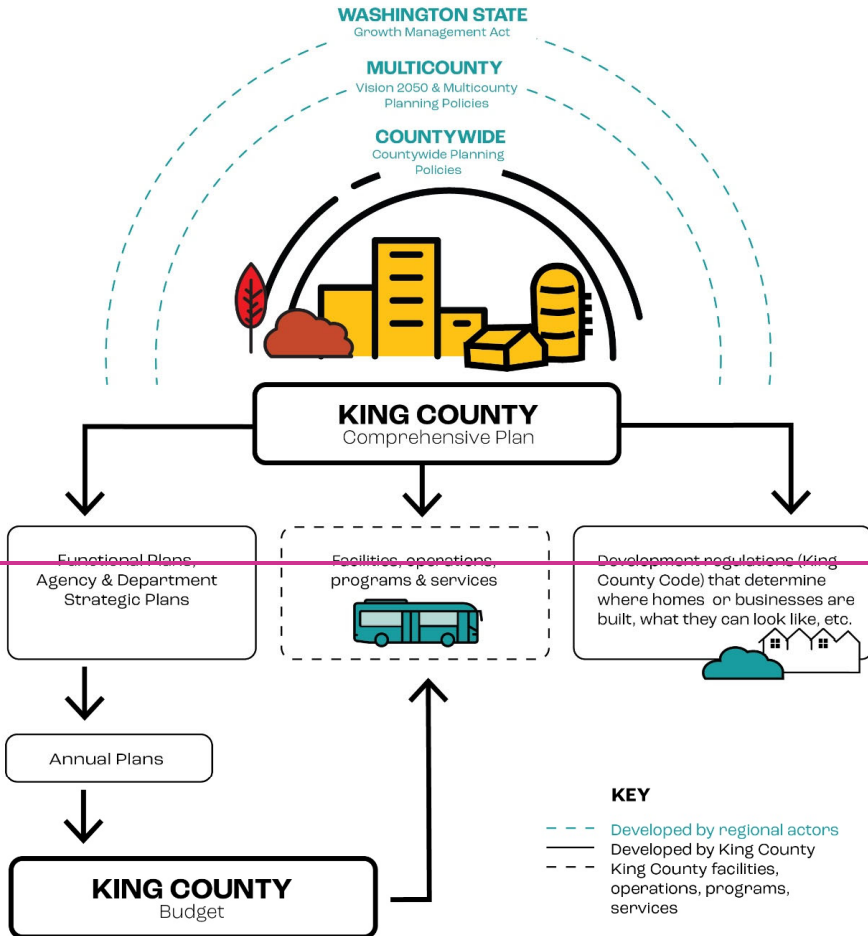 WASHINGTON STATE
Growth Management Act
MULTICOUNTY
Vision 2050 & Multicounty
Planning Policies
COUNTYWIDE
Countywide Planning
Policies
KING COUNTY
Comprehensive Plan
Functional Plans,
Agency & Department
Strategic Plans
Facilities, operations,
programs & services
Development regulations (King
County Code) that determine
where homes or businesses are
built, what they can look like, etc.
Annual Plans
KING COUNTY
Budget
KEY
Developed by regional actors
Developed by King County
King County facilities,
operations, programs,
services